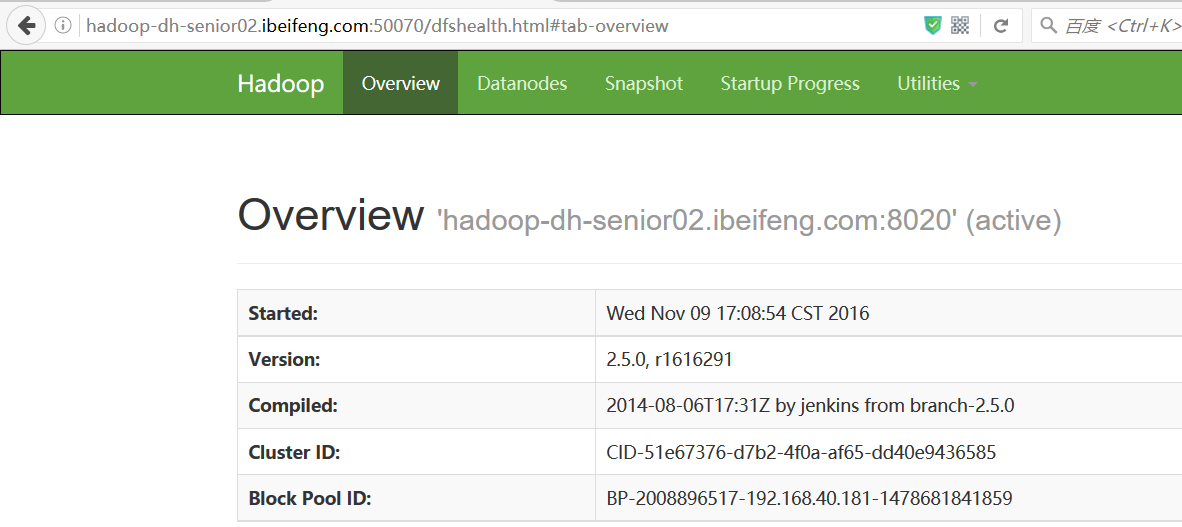 hadoop-dh-senior02.ibeifeng.com:50070/dfshealth.html#tab-overview 百度 <Ctrl+K>
Hadoop Overview Datanodes Snapshot Startup Progress Utilities
Overview 'hadoop-dh-senior02.ibeifeng.com:8020' (active)
Started: Wed Nov 09 17:08:54 CST 2016
Version: 2.5.0, r1616291
Compiled: 2014-08-06T17:31Z by jenkins from branch-2.5.0
Cluster ID: CID-51e67376-d7b2-4f0a-af65-dd40e9436585
Block Pool ID: BP-2008896517-192.168.40.181-1478681841859